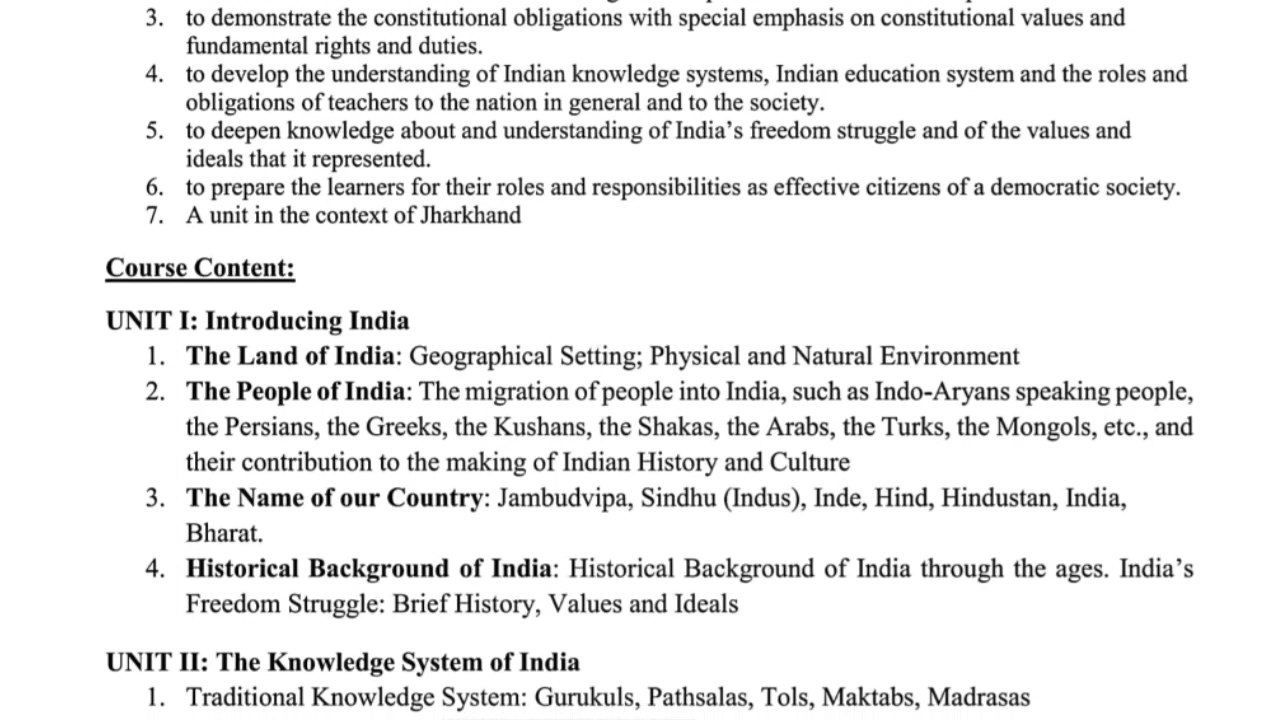 3. to demonstrate the constitutional obligations with special emphasis on constitutional values and
fundamental rights and duties.
4. to develop the understanding of Indian knowledge systems, Indian education system and the roles and
obligations of teachers to the nation in general and to the society.
5. to deepen knowledge about and understanding of India’s freedom struggle and of the values and
ideals that it represented.
6. to prepare the learners for their roles and responsibilities as effective citizens of a democratic society.
7. A unit in the context of Jharkhand
Course Content:
UNIT I: Introducing India
1. The Land of India: Geographical Setting; Physical and Natural Environment
2. The People of India: The migration of people into India, such as Indo-Aryans speaking people,
the Persians, the Greeks, the Kushans, the Shakas, the Arabs, the Turks, the Mongols, etc., and
their contribution to the making of Indian History and Culture
3. The Name of our Country: Jambudvipa, Sindhu (Indus), Inde, Hind, Hindustan, India,
Bharat.
4. Historical Background of India: Historical Background of India through the ages. India’s
Freedom Struggle: Brief History, Values and Ideals
UNIT II: The Knowledge System of India
1. Traditional Knowledge System: Gurukuls, Pathsalas, Tols, Maktabs, Madrasas